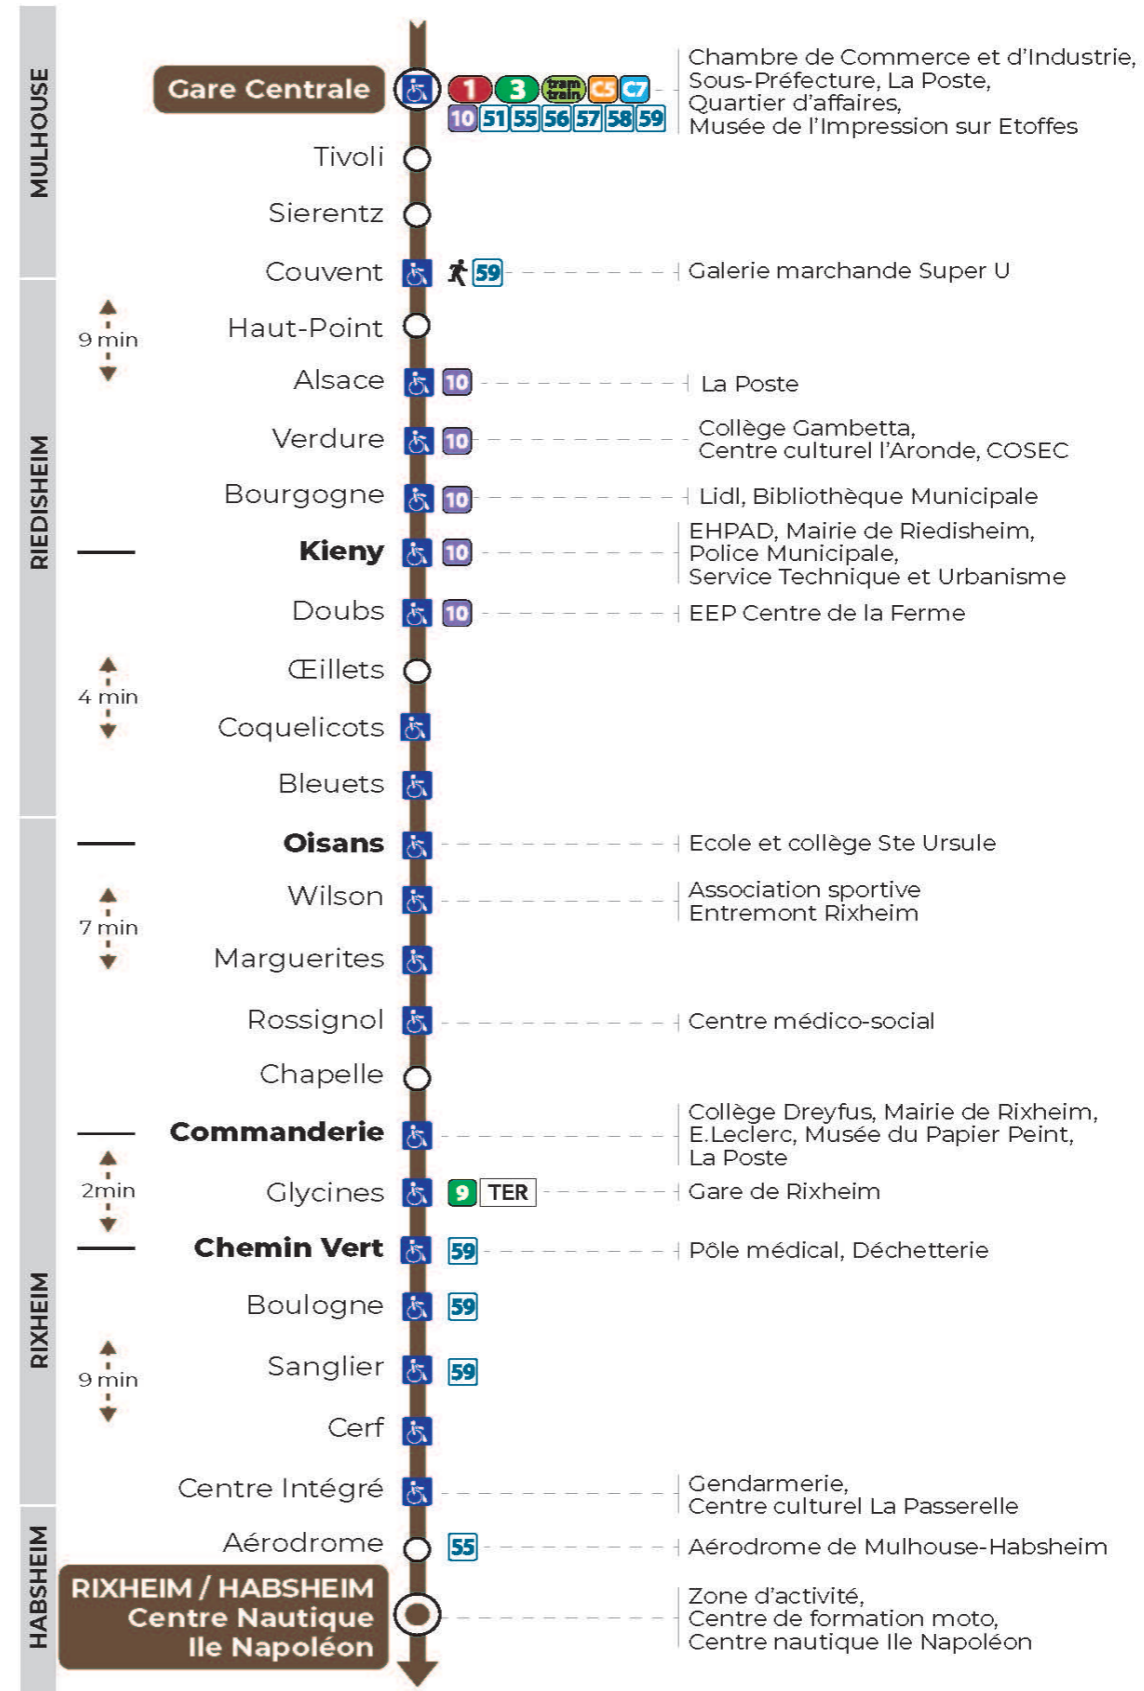 MULHOUSE
Gare Centrale
1 3 tram train C5 C7
10 51 55 56 57 58 59
Chambre de Commerce et d'Industrie,
Sous-Préfecture, La Poste,
Quartier d'affaires,
Musée de l'Impression sur Etoffes
Tivoli
Sierentz
Couvent 59 Galerie marchande Super U
RIEDISHEIM
9 min
Haut-Point
Alsace 10 La Poste
Verdure 10
Collège Gambetta,
Centre culturel l'Aronde, COSEC
Bourgogne 10 Lidl, Bibliothèque Municipale
Kieny 10
EHPAD, Mairie de Riedisheim,
Police Municipale,
Service Technique et Urbanisme
Doubs 10 EEP Centre de la Ferme
Œillets
4 min
Coquelicots
Bleuets
RIXHEIM
Oisans Ecole et collège Ste Ursule
Wilson
Association sportive
Entremont Rixheim
7 min
Marguerites
Rossignol Centre médico-social
Chapelle
Commanderie
Collège Dreyfus, Mairie de Rixheim,
E.Leclerc, Musée du Papier Peint,
La Poste
2min
Glycines 9 TER Gare de Rixheim
Chemin Vert 59 Pôle médical, Déchetterie
Boulogne 59
Sanglier 59
9 min
Cerf
Centre Intégré
Gendarmerie,
Centre culturel La Passerelle
HABSHEIM
Aérodrome 55 Aérodrome de Mulhouse-Habsheim
RIXHEIM / HABSHEIM
Centre Nautique
Ile Napoléon
Zone d'activité,
Centre de formation moto,
Centre nautique Ile Napoléon